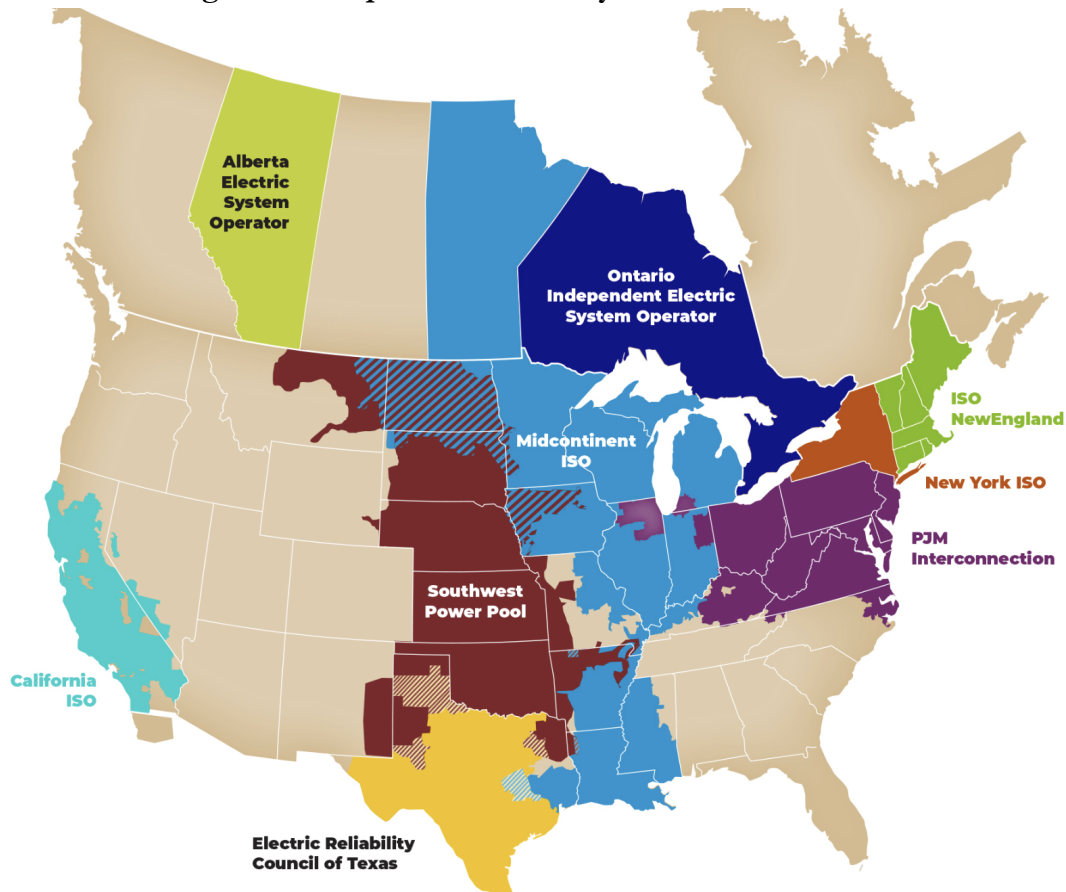 Alberta
Electric
System
Operator
Ontario
Independent Electric
System Operator
Midcontinent
ISO
ISO
NewEngland
New York ISO
PJM
Interconnection
Southwest
Power Pool
California
ISO
Electric Reliability
Council of Texas